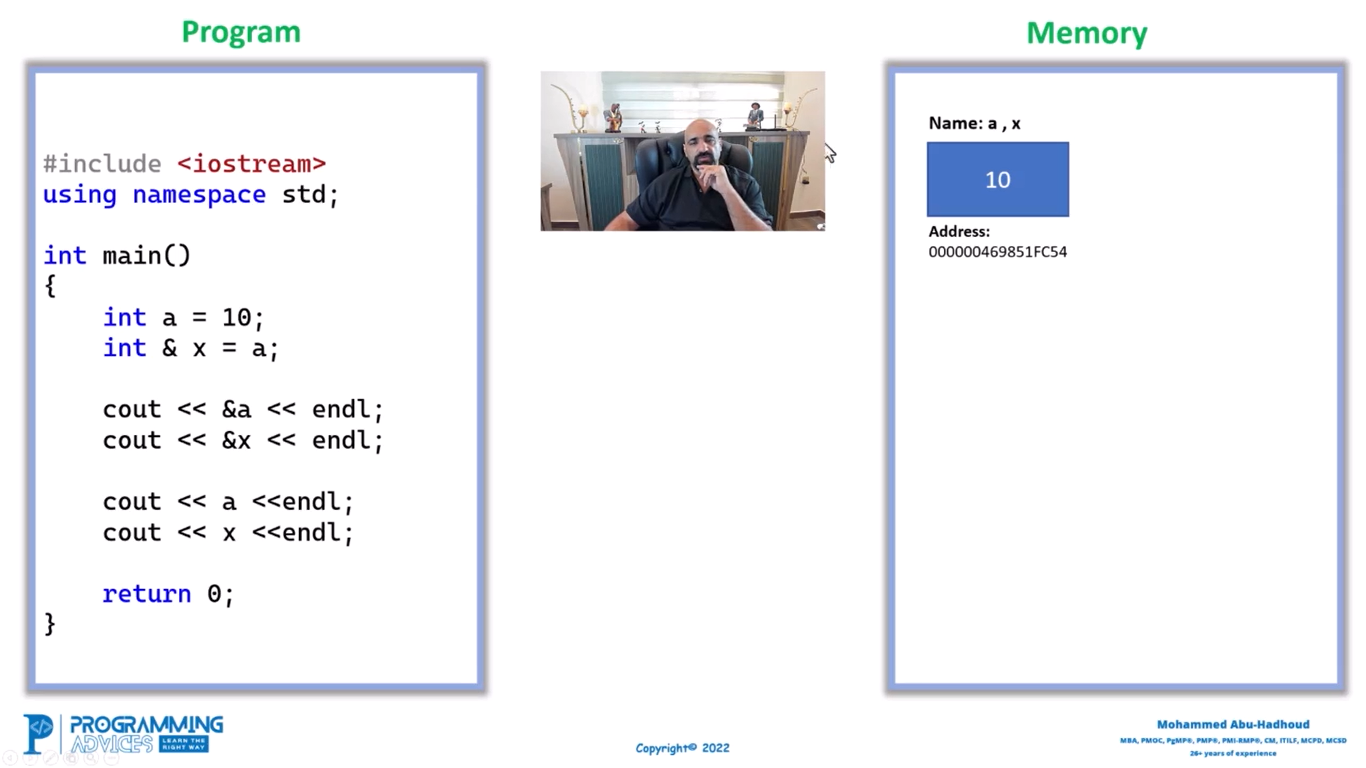 Program
#include <iostream>
using namespace std;
int main()
{
int a = 10;
int & x = a;
cout << &a << endl;
cout << &x << endl;
cout << a <<endl;
cout << x <<endl;
return 0;
}
Memory
Name: a , x
10
Address:
000000469851FC54
PROGRAMMING
ADVICES
LEARN THE
RIGHT WAY
Copyright© 2022
Mohammed Abu-Hadhoud
MBA, PMOC, PgMP®, PMP®, PMI-RMP®, CM, ITILF, MCPD, MCSD
26+ years of experience